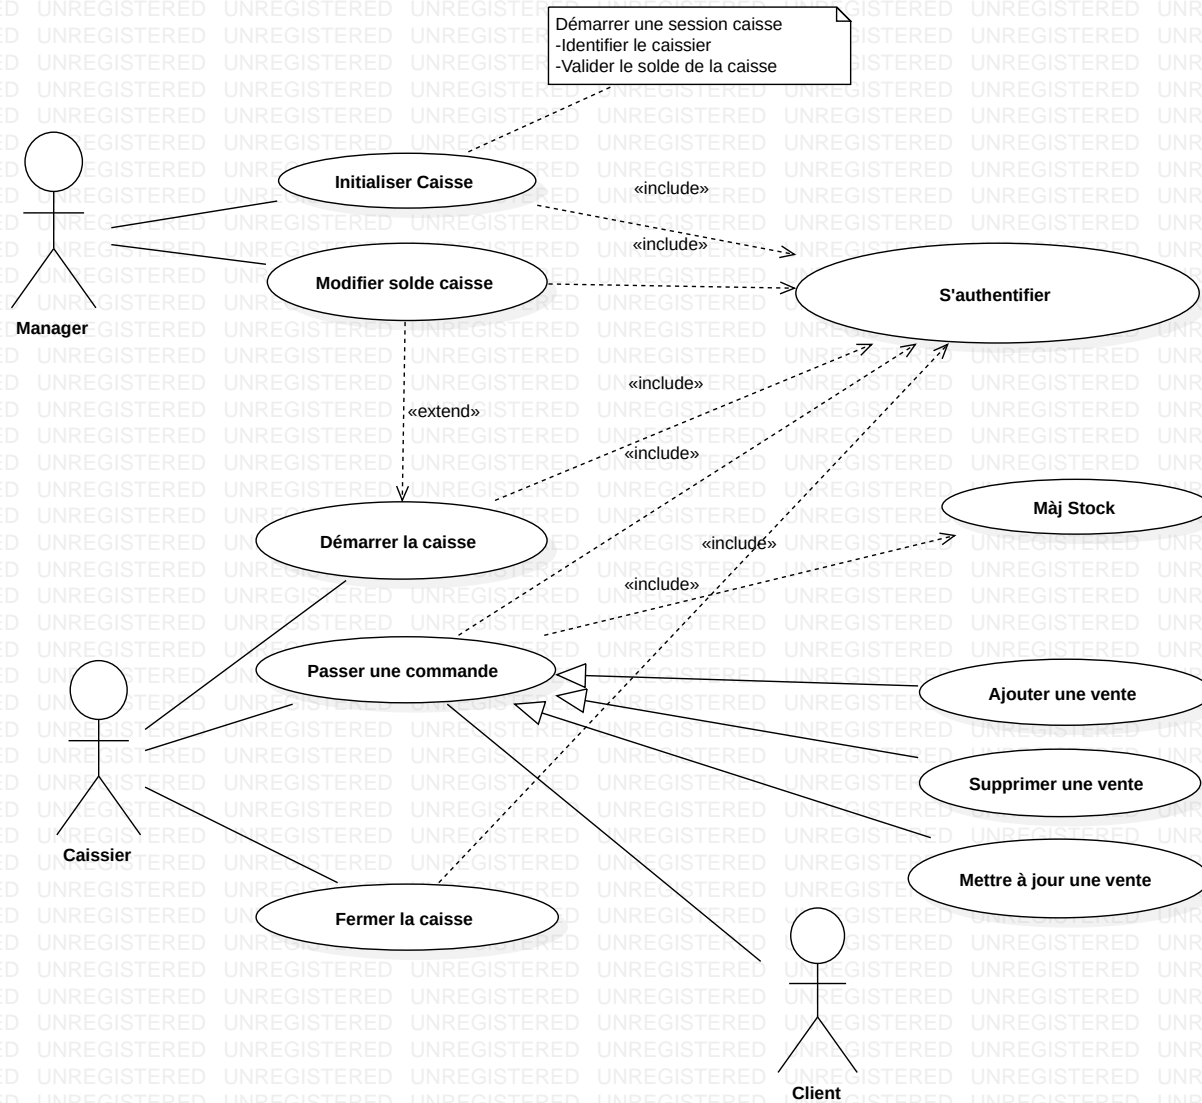 Démarrer une session caisse
-Identifier le caissier
-Valider le solde de la caisse
Initialiser Caisse
«include»
«include»
Modifier solde caisse
S'authentifier
Manager
«include»
«extend»
«include»
Màj Stock
Démarrer la caisse
«include»
«include»
Passer une commande
Ajouter une vente
Supprimer une vente
Caissier
Mettre à jour une vente
Fermer la caisse
Client
UNREGISTERED